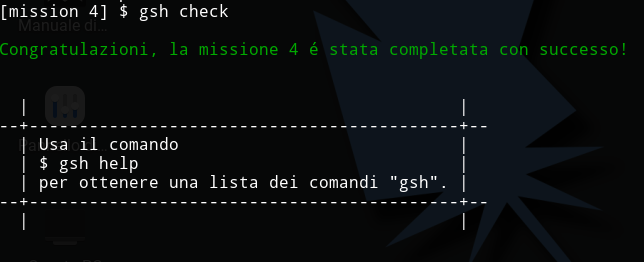 [mission 4] $ gsh check
Congratulazioni, la missione 4 é stata completata con successo!
Usa il comando
$ gsh help
per ottenere una lista dei comandi "gsh".
Manuale di...